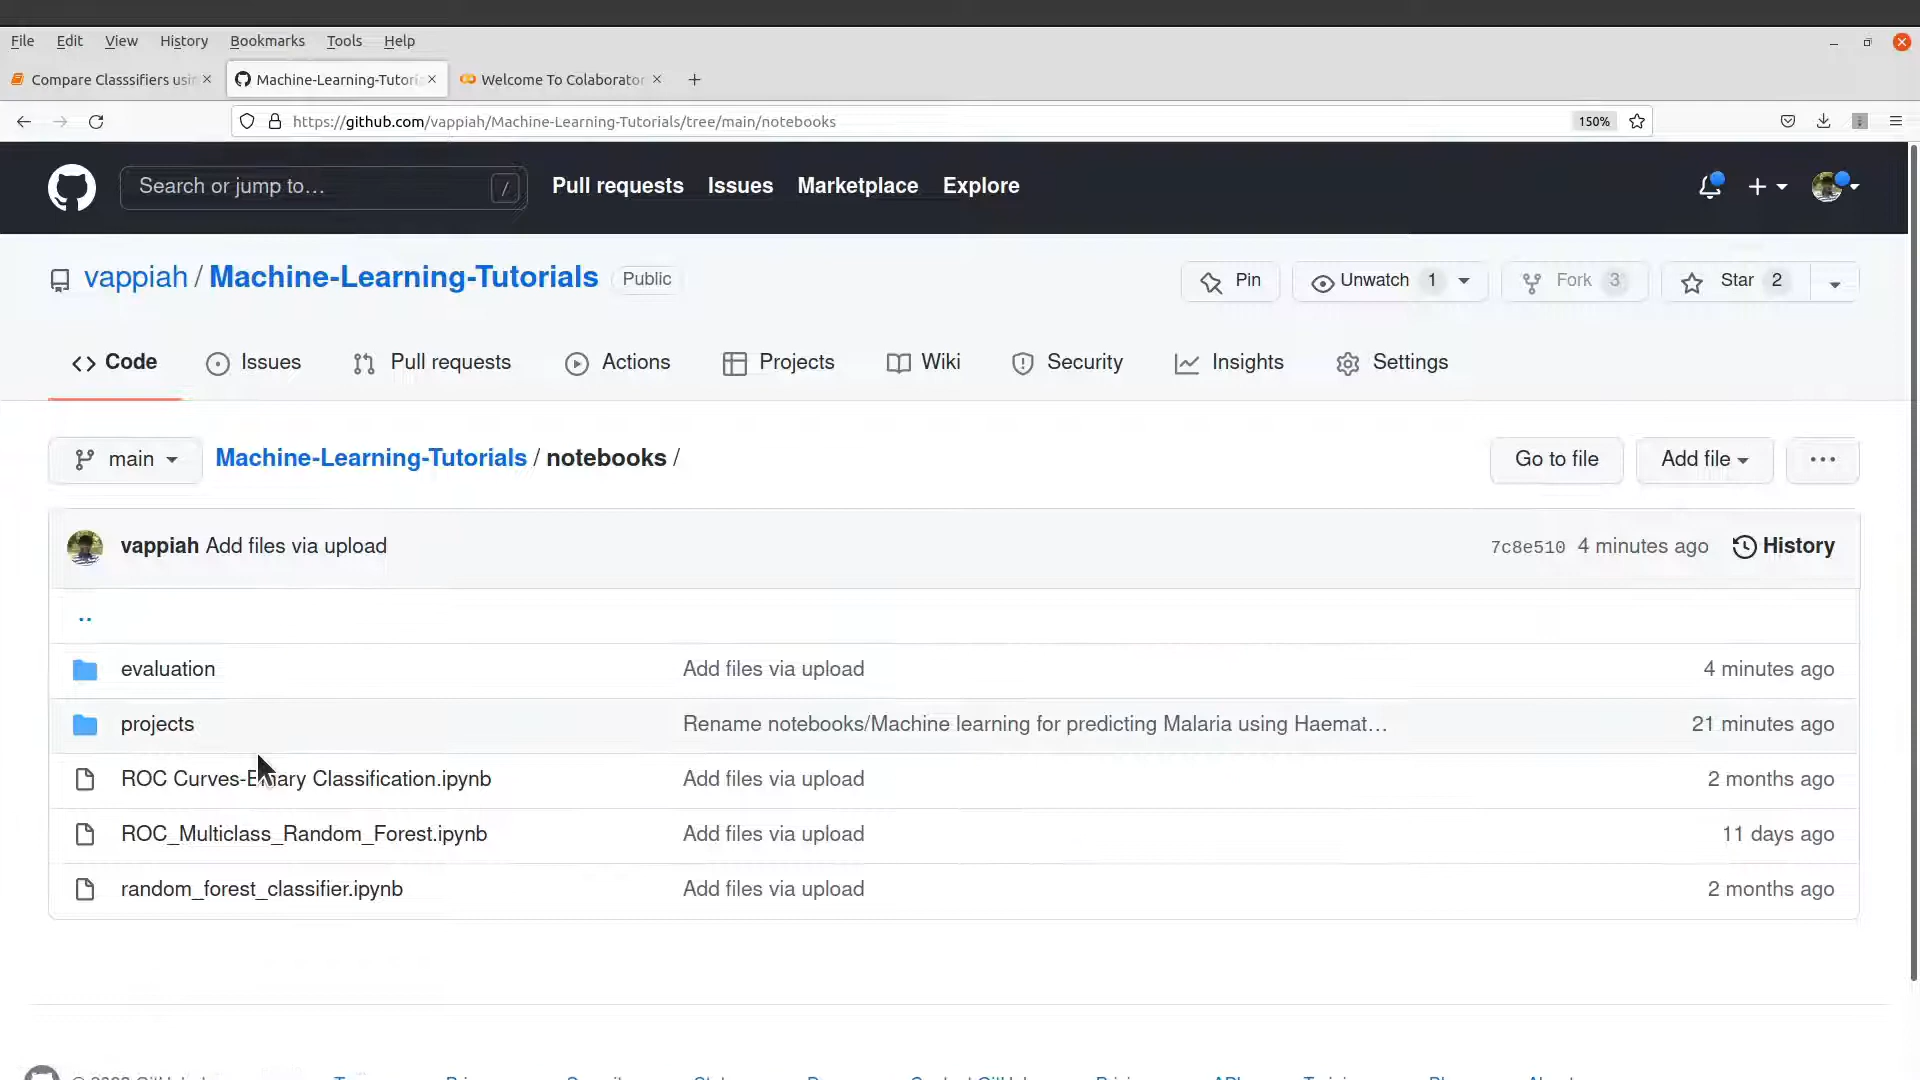 File Edit View History Bookmarks Tools Help
Compare Classsifiers usin Machine-Learning-Tutori Welcome To Colaborator
https://github.com/vappiah/Machine-Learning-Tutorials/tree/main/notebooks 150%
Search or jump to… / Pull requests Issues Marketplace Explore
vappiah / Machine-Learning-Tutorials Public Pin Unwatch 1 Fork 3 Star 2
Code Issues Pull requests Actions Projects Wiki Security Insights Settings
main Machine-Learning-Tutorials / notebooks / Go to file Add file ...
vappiah Add files via upload 7c8e510 4 minutes ago History
..
evaluation Add files via upload 4 minutes ago
projects Rename notebooks/Machine learning for predicting Malaria using Haemat… 21 minutes ago
ROC Curves-Binary Classification.ipynb Add files via upload 2 months ago
ROC_Multiclass_Random_Forest.ipynb Add files via upload 11 days ago
random_forest_classifier.ipynb Add files via upload 2 months ago